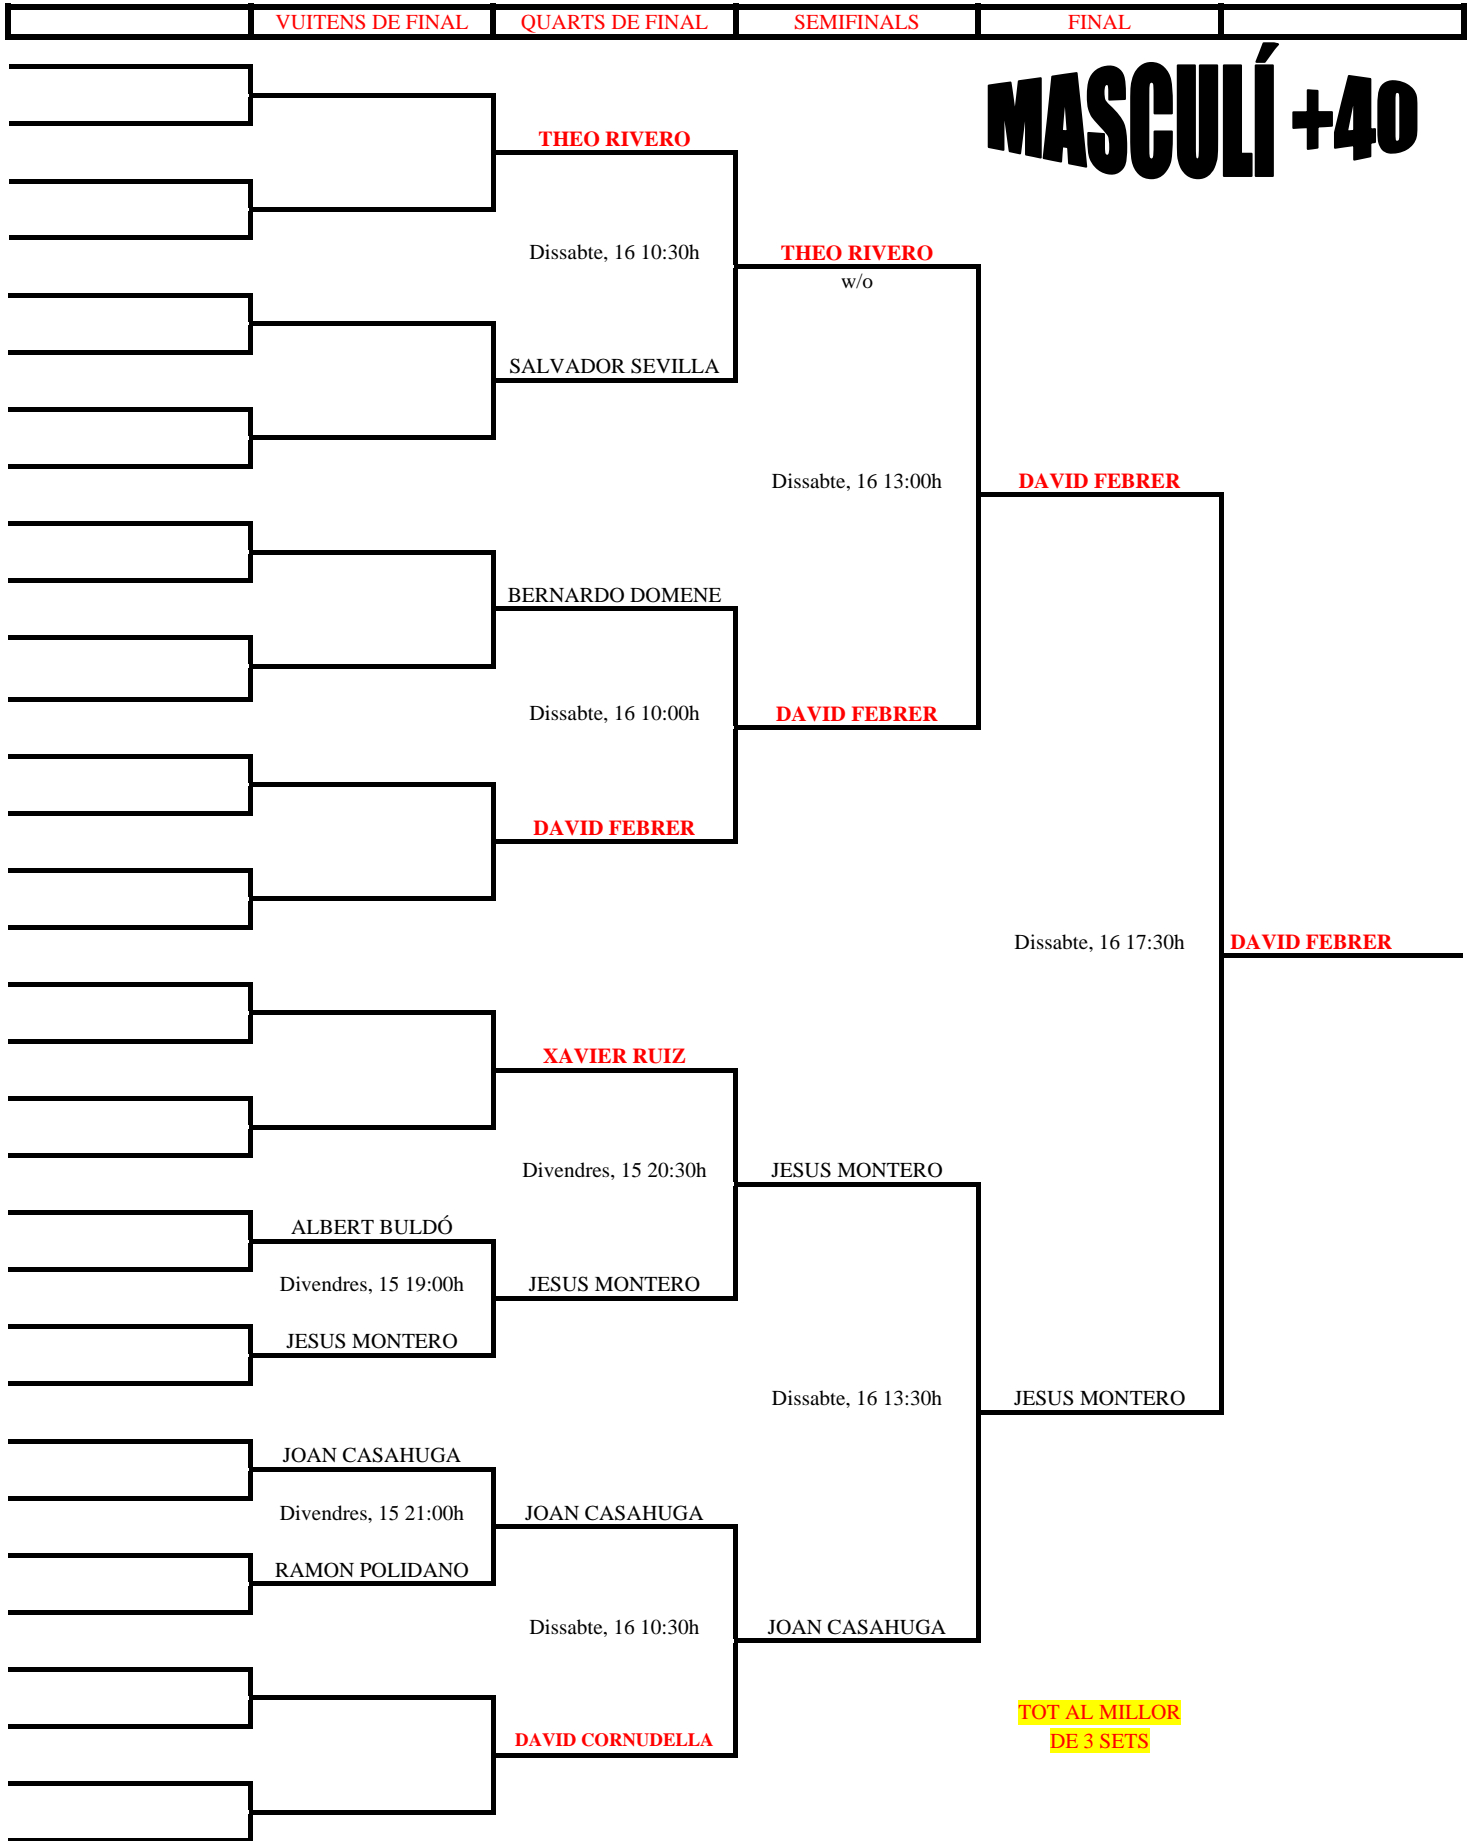 VUITENS DE FINAL QUARTS DE FINAL SEMIFINALS FINAL
MASCULÍ +40
THEO RIVERO
Dissabte, 16 10:30h
THEO RIVERO
w/o
SALVADOR SEVILLA
Dissabte, 16 13:00h
DAVID FEBRER
BERNARDO DOMENE
Dissabte, 16 10:00h
DAVID FEBRER
DAVID FEBRER
Dissabte, 16 17:30h
DAVID FEBRER
XAVIER RUIZ
Divendres, 15 20:30h
JESUS MONTERO
ALBERT BULDÓ
Divendres, 15 19:00h
JESUS MONTERO
JESUS MONTERO
Dissabte, 16 13:30h
JESUS MONTERO
JOAN CASAHUGA
Divendres, 15 21:00h
JOAN CASAHUGA
RAMON POLIDANO
Dissabte, 16 10:30h
JOAN CASAHUGA
DAVID CORNUDELLA
TOT AL MILLOR
DE 3 SETS